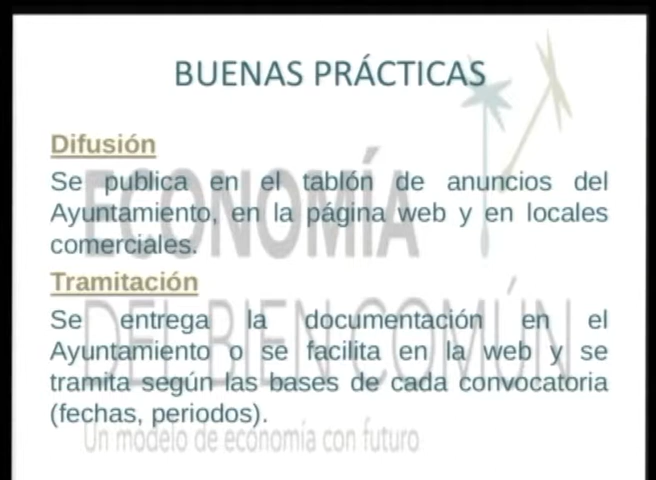 BUENAS PRÁCTICAS
Difusión
Se publica en el tablón de anuncios del
Ayuntamiento, en la página web y en locales
comerciales.
Tramitación
Se entrega la documentación en el
Ayuntamiento o se facilita en la web y se
tramita según las bases de cada convocatoria
(fechas, periodos).
ECONOMÍA
DEL BIEN COMÚN
Un modelo de economía con futuro